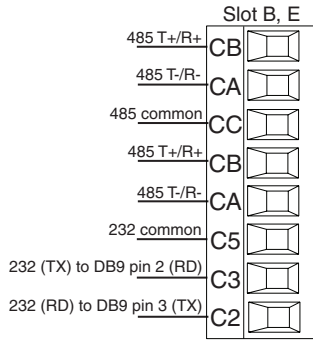 Slot B, E
485 T+/R+ CB
485 T-/R- CA
485 common CC
485 T+/R+ CB
485 T-/R- CA
232 common C5
232 (TX) to DB9 pin 2 (RD) C3
232 (RD) to DB9 pin 3 (TX) C2